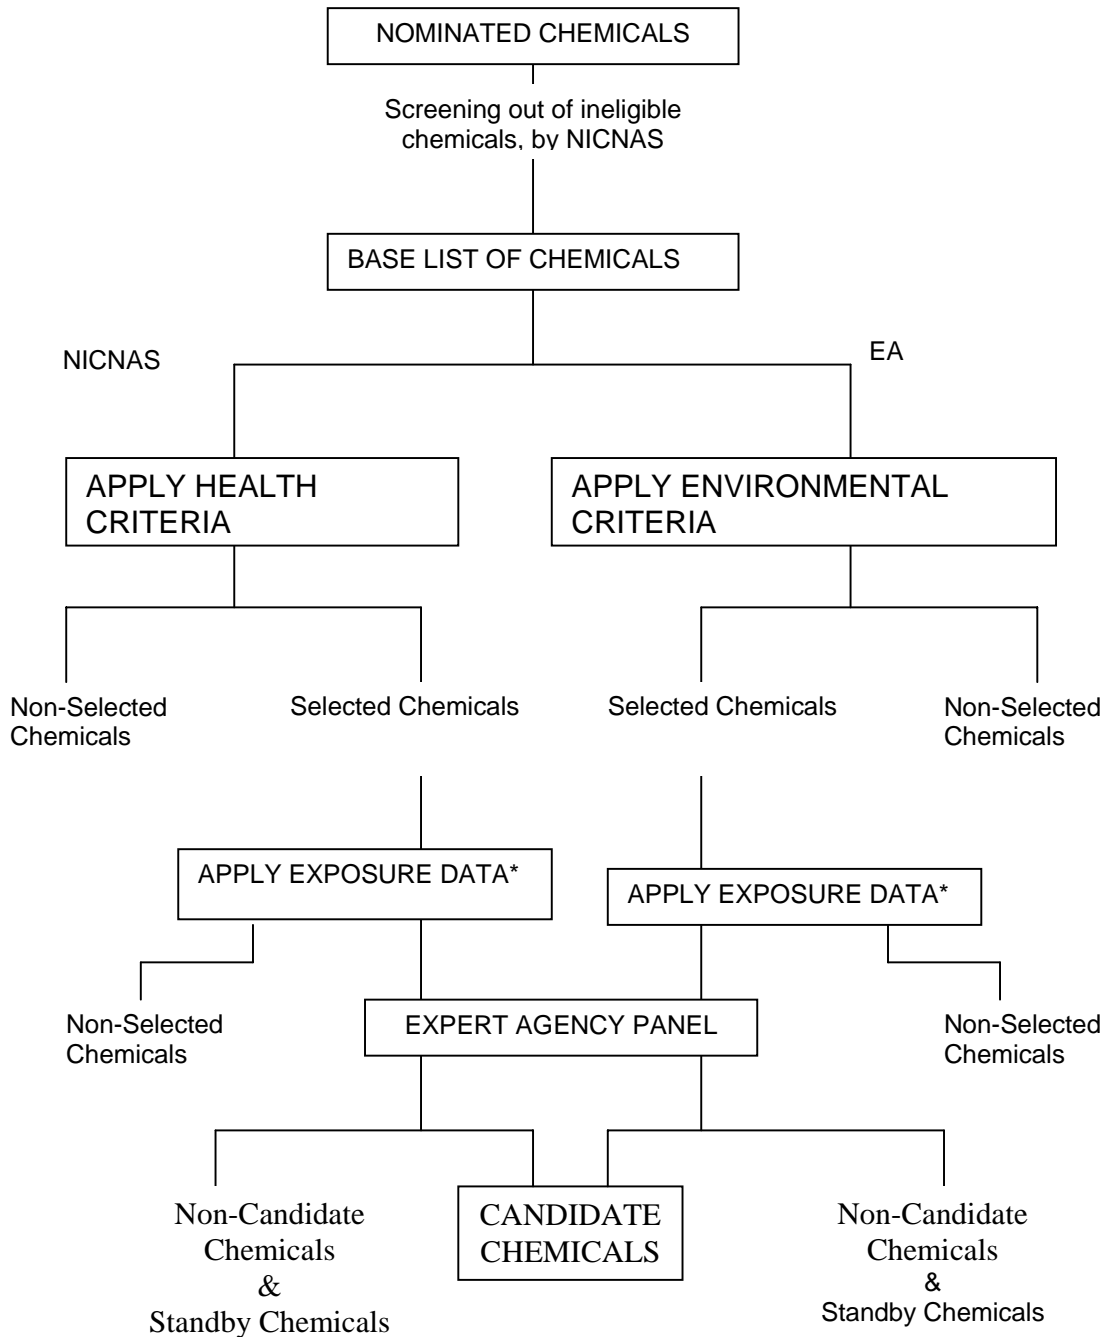 NOMINATED CHEMICALS
Screening out of ineligible
chemicals, by NICNAS
BASE LIST OF CHEMICALS
NICNAS
EA
APPLY HEALTH
CRITERIA
APPLY ENVIRONMENTAL
CRITERIA
Non-Selected
Chemicals
Selected Chemicals
Selected Chemicals
Non-Selected
Chemicals
APPLY EXPOSURE DATA*
APPLY EXPOSURE DATA*
Non-Selected
Chemicals
EXPERT AGENCY PANEL
Non-Selected
Chemicals
Non-Candidate
Chemicals
&
Standby Chemicals
CANDIDATE
CHEMICALS
Non-Candidate
Chemicals
&
Standby Chemicals